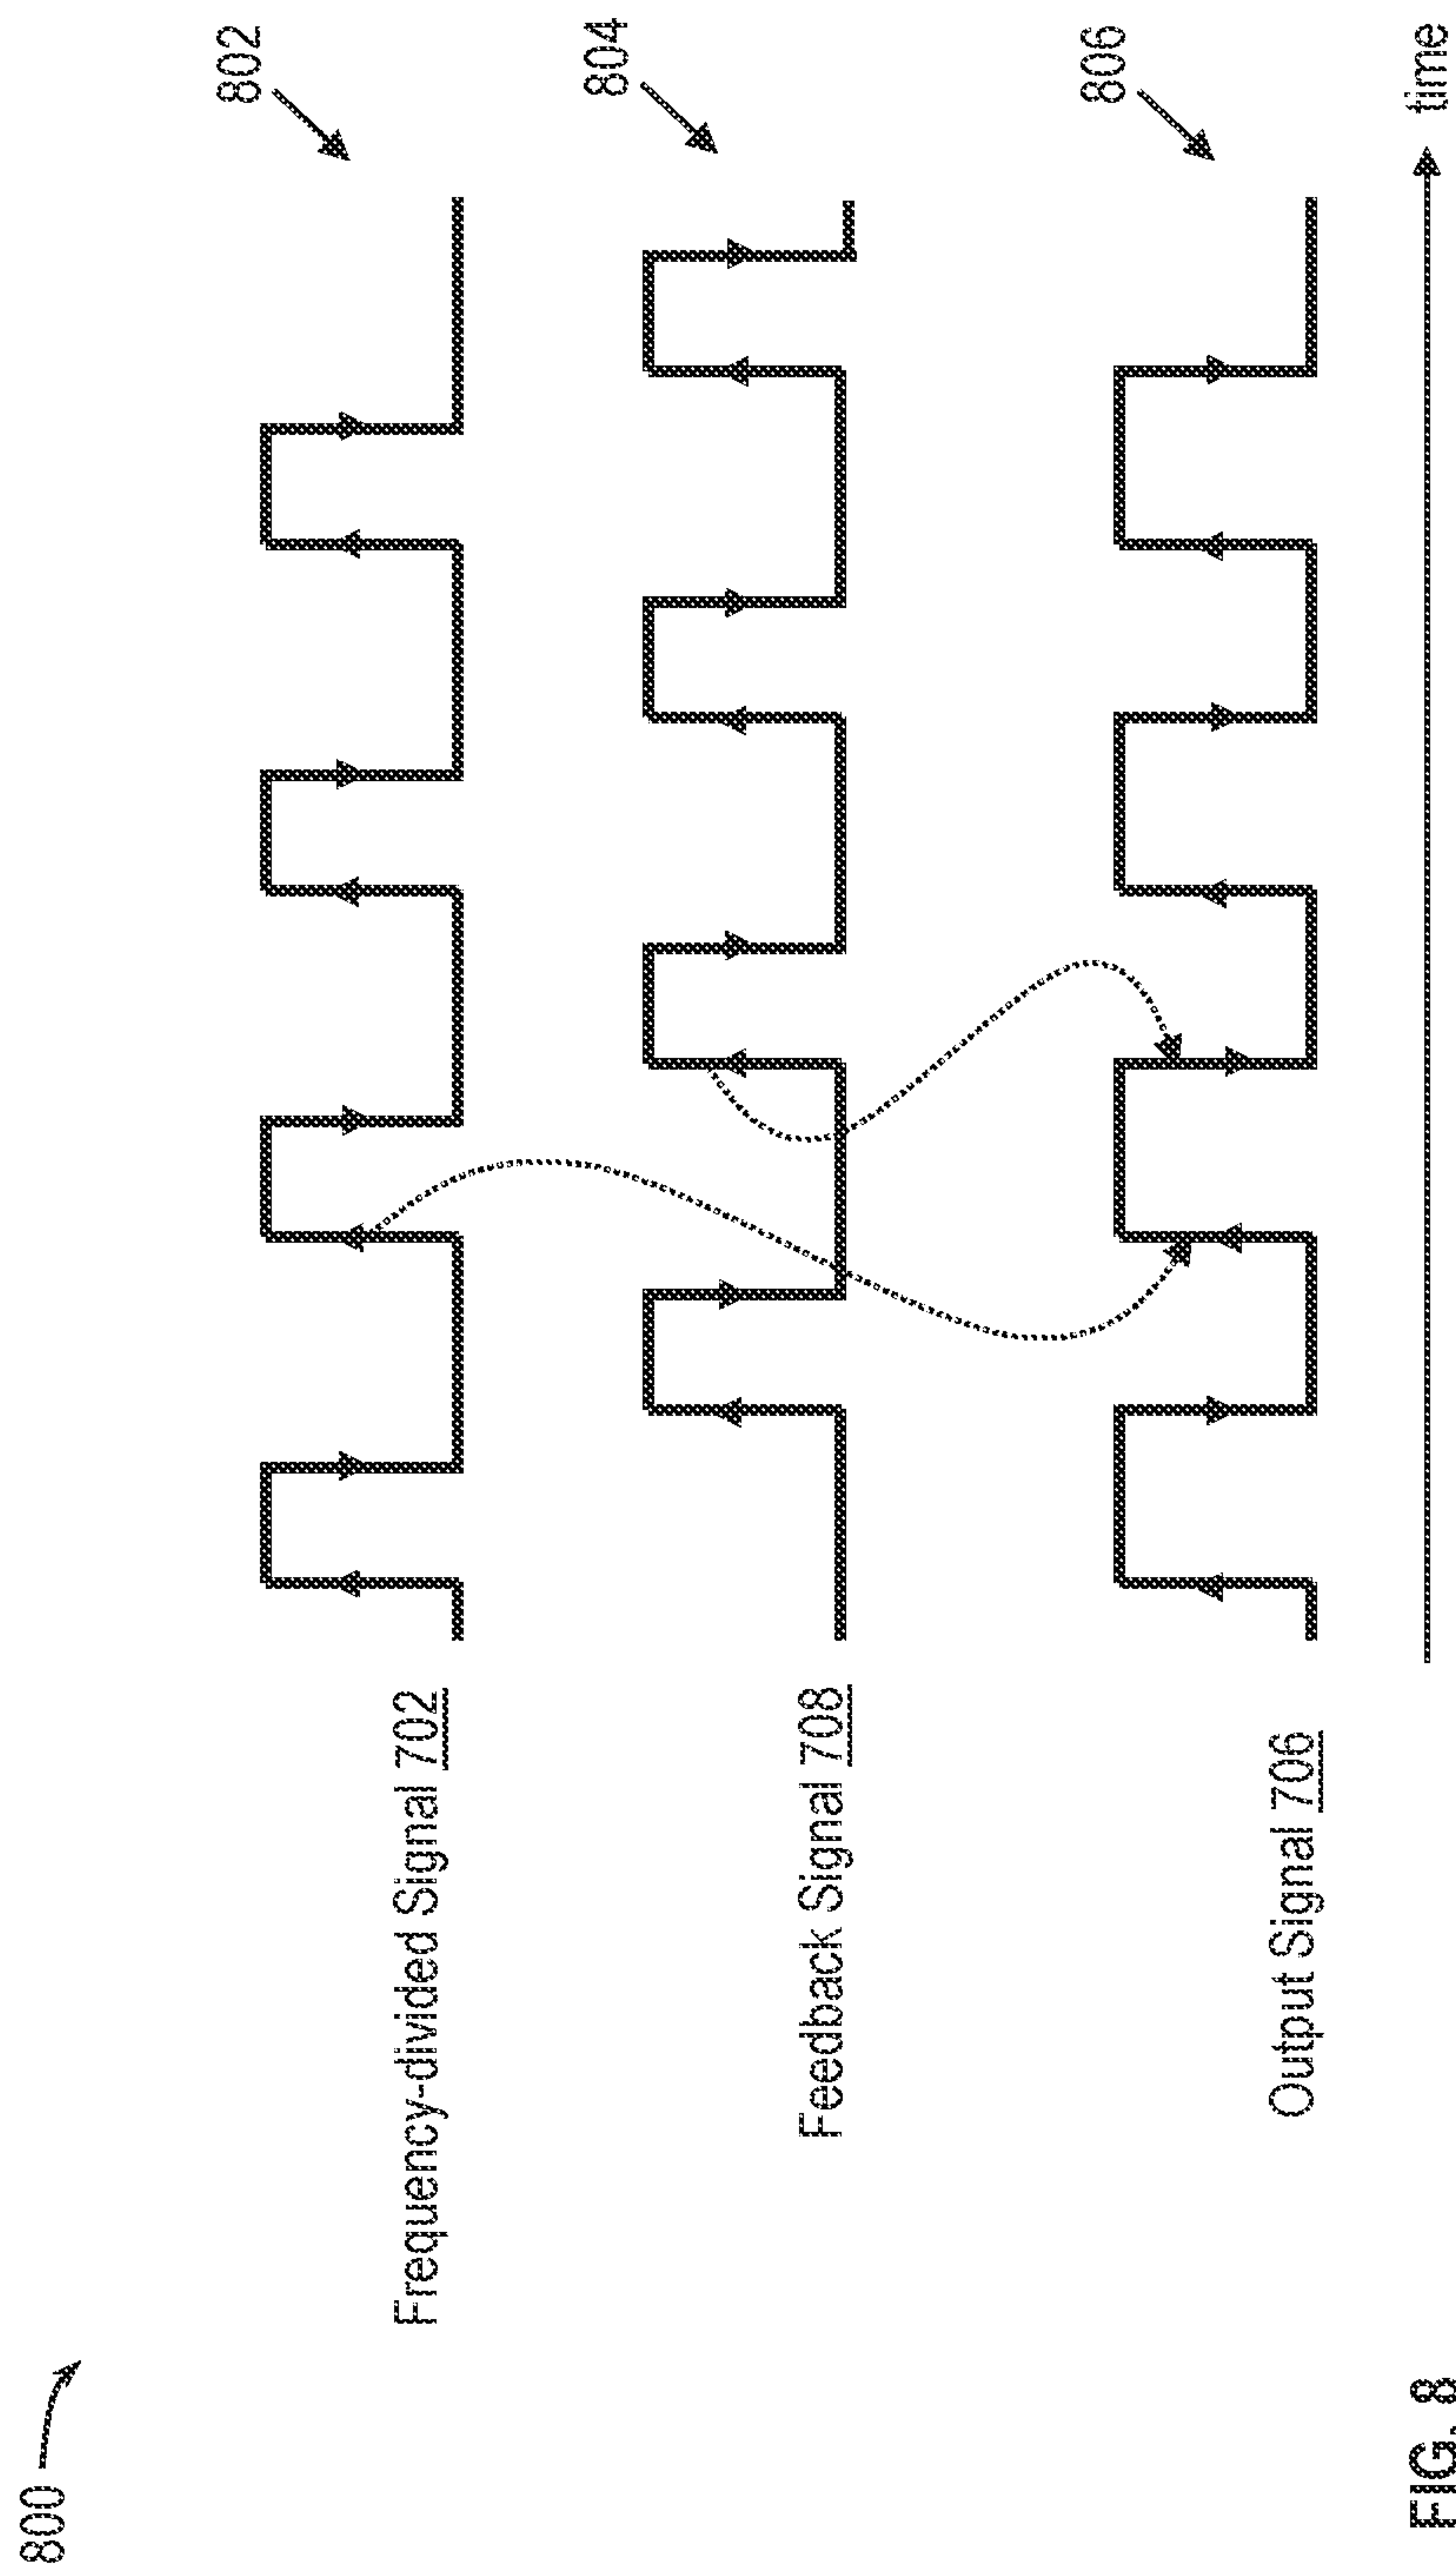 800
Frequency-divided Signal 702
802
Feedback Signal 708
804
Output Signal 706
806
time
FIG. 8